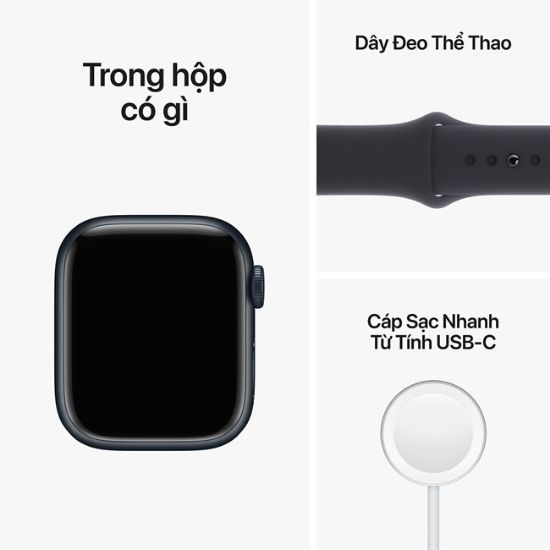 Trong hộp
có gì
Dây Đeo Thể Thao
Cáp Sạc Nhanh
Từ Tính USB-C